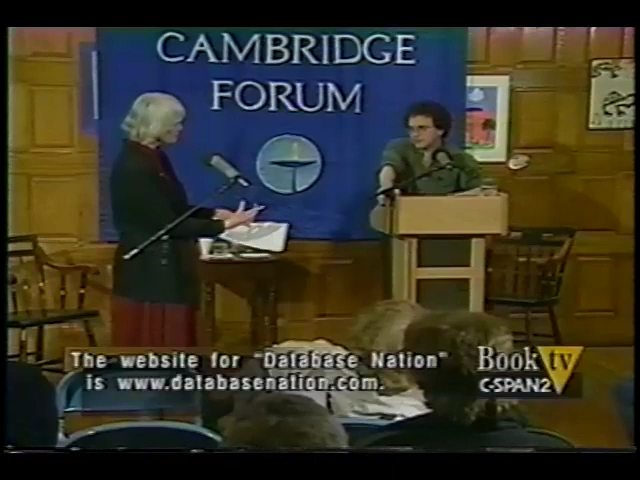 CAMBRIDGE
FORUM
The website for "Database Nation"
is www.databasenation.com.
Book tv
C-SPAN2